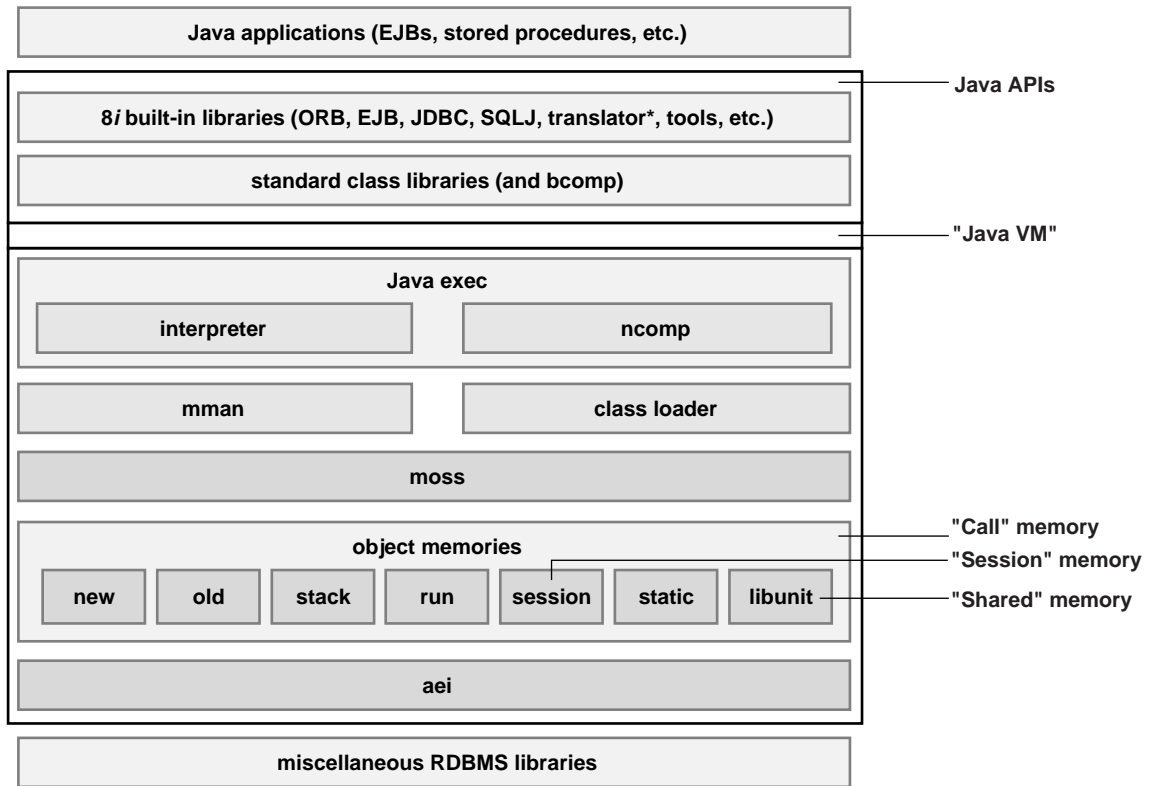 Java applications (EJBs, stored procedures, etc.)
Java APIs
8i built-in libraries (ORB, EJB, JDBC, SQLJ, translator*, tools, etc.)
standard class libraries (and bcomp)
"Java VM"
Java exec
interpreter
ncomp
mman
class loader
moss
"Call" memory
object memories
"Session" memory
new
old
stack
run
session
static
libunit
"Shared" memory
aei
miscellaneous RDBMS libraries